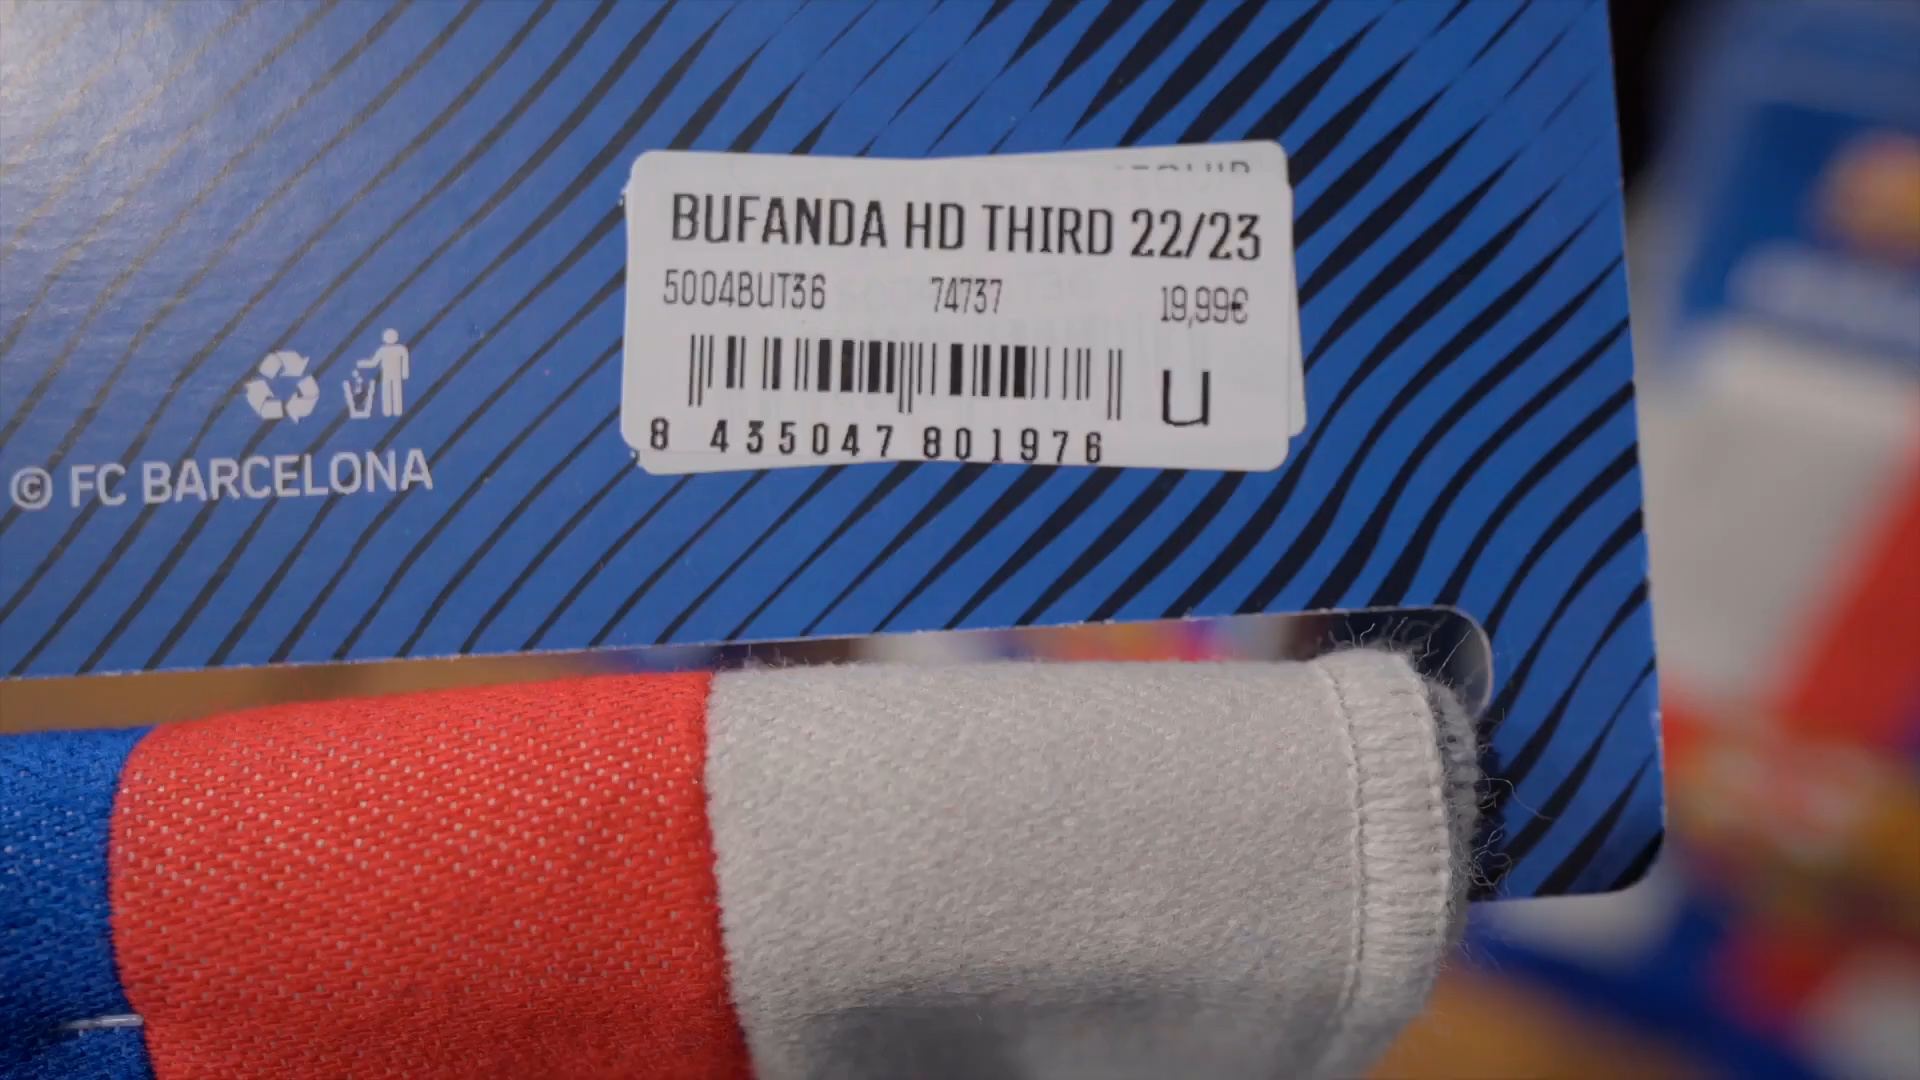 BUFANDA HD THIRD 22/23
5004BUT36 74737 19,99€
U
8 435047 801976
© FC BARCELONA